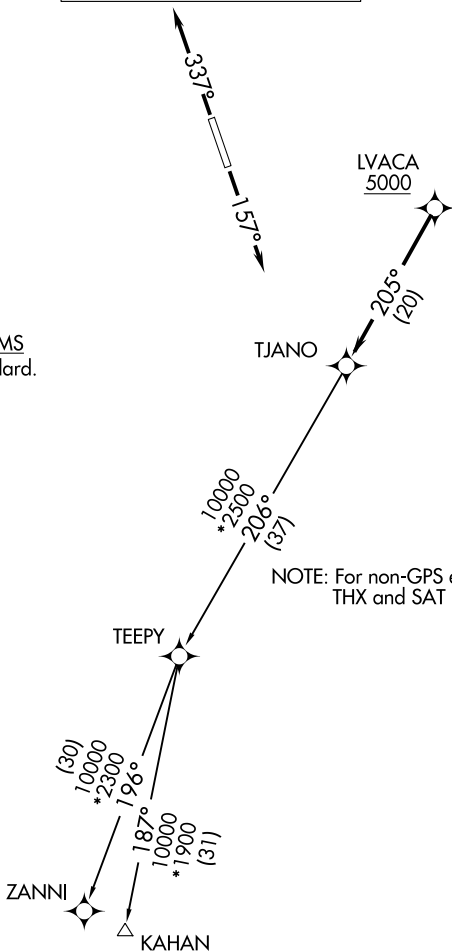 337°
157°
LVACA
5000
205°
(20)
MS
TJANO
10000
*2500
206°
(37)
NOTE: For non-GPS
THX and SAT
TEEPY
(30)
10000
*2300
196°
187°
10000
*1900
(31)
ZANNI
KAHAN